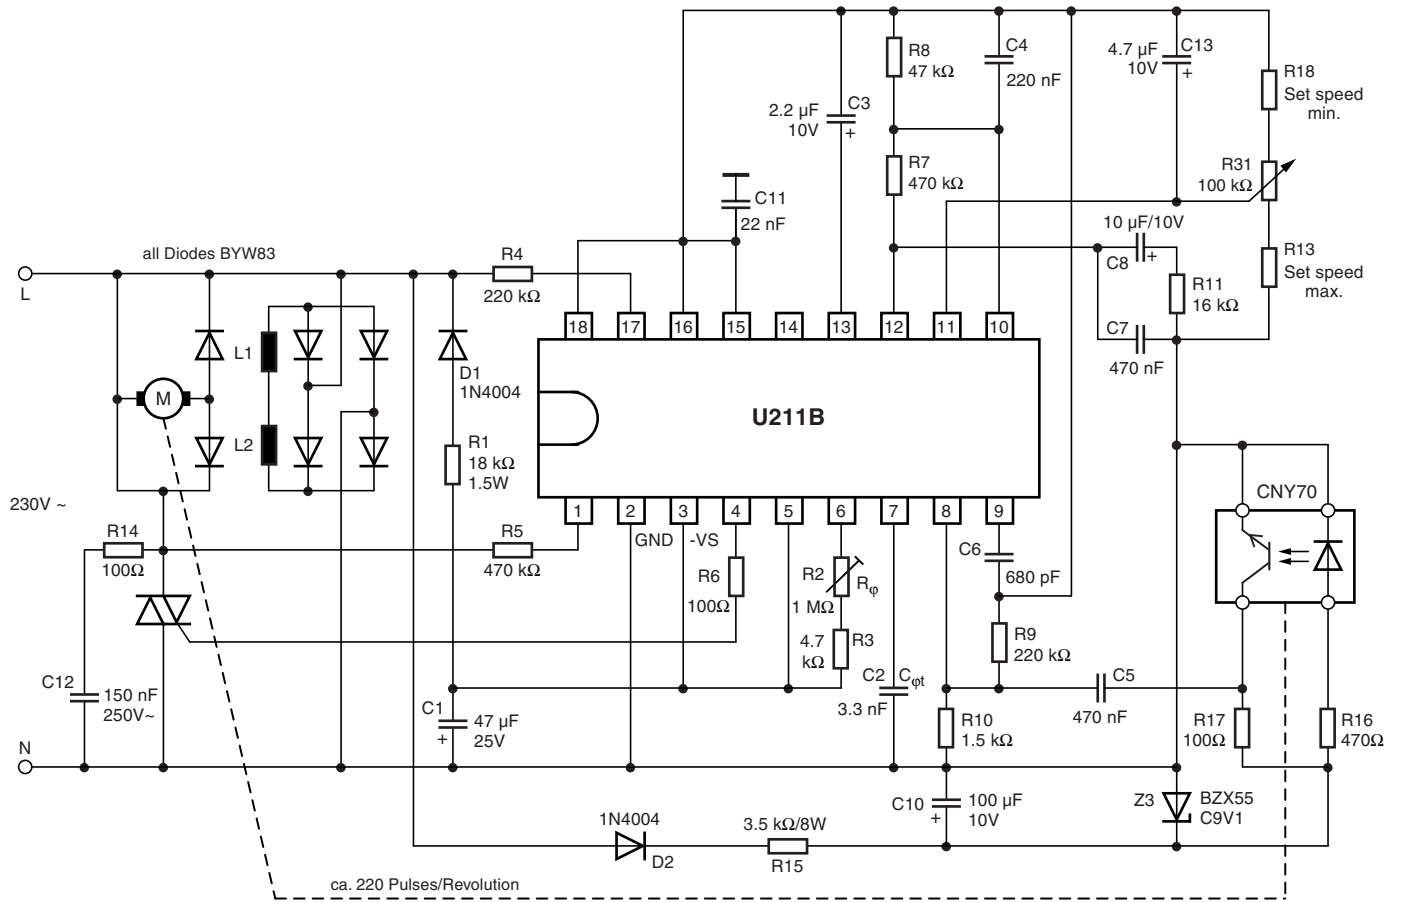 R8
47 kΩ
C4
220 nF
4.7 µF
10V
C13
+
R18
Set speed
min.
2.2 µF
10V
C3
+
R7
470 kΩ
R31
100 kΩ
C11
22 nF
10 µF/10V
C8
+
R11
16 kΩ
R13
Set speed
max.
all Diodes BYW83
R4
220 kΩ
L
18
17
16
15
14
13
12
11
10
C7
470 nF
L1
D1
1N4004
M
U211B
L2
R1
18 kΩ
1.5W
CNY70
230V ~
1
2
3
4
5
6
7
8
9
GND
-VS
R14
100Ω
R5
470 kΩ
R6
100Ω
R2
1 MΩ
Rφ
C6
680 pF
4.7
kΩ
R3
R9
220 kΩ
C12
150 nF
250V~
C1
47 µF
25V
+
C2
Cφt
3.3 nF
C5
470 nF
R10
1.5 kΩ
R17
100Ω
R16
470Ω
N
C10
100 µF
10V
+
Z3
BZX55
C9V1
1N4004
D2
3.5 kΩ/8W
R15
ca. 220 Pulses/Revolution